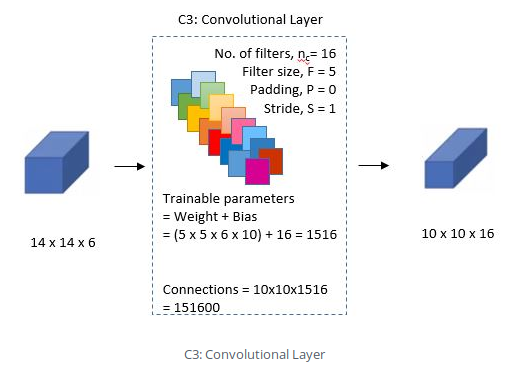 C3: Convolutional Layer
No. of filters, nc= 16
Filter size, F = 5
Padding, P = 0
Stride, S = 1
Trainable parameters
= Weight + Bias
= (5 x 5 x 6 x 10) + 16 = 1516
14 x 14 x 6
10 x 10 x 16
Connections = 10x10x1516
= 151600
C3: Convolutional Layer